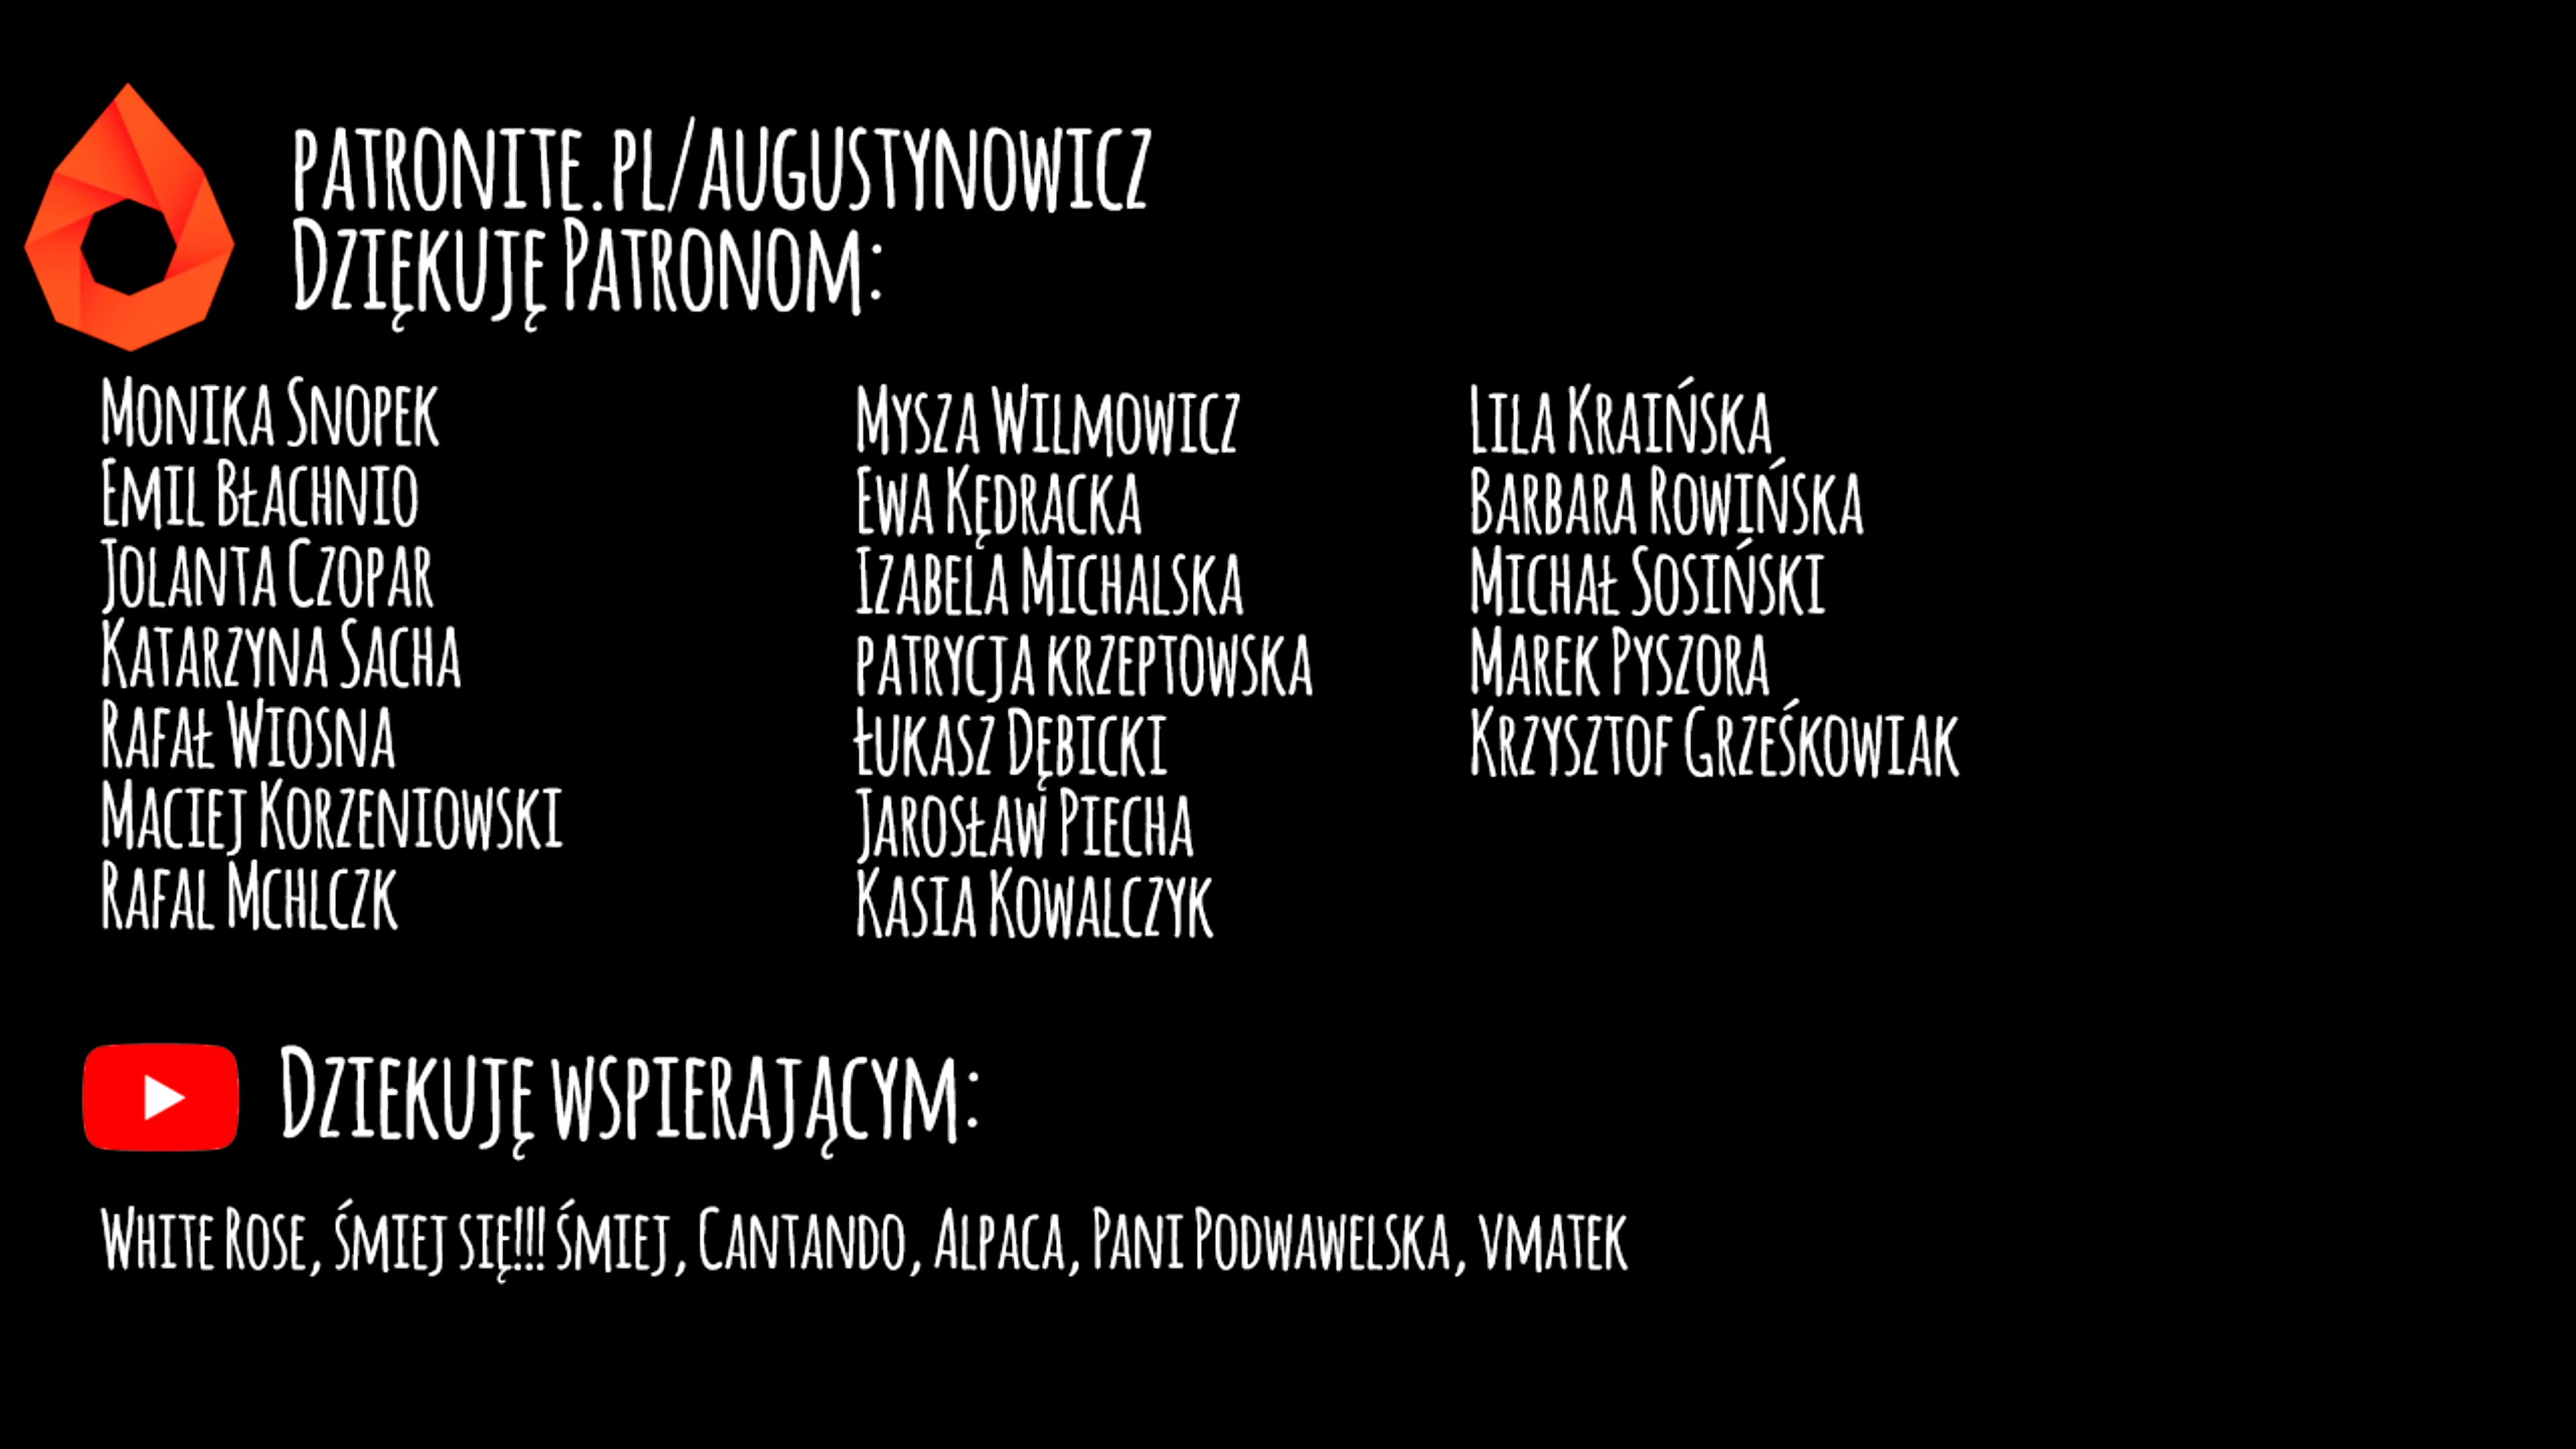 patronite.pl/augustynowicz
Dziękuję Patronom:
Monika Snopek
Emil Błachnio
Jolanta Czopar
Katarzyna Sacha
Rafał Wiosna
Maciej Korzeniowski
Rafal Mchlczk
Mysza Wilmowicz
Ewa Kędracka
Izabela Michalska
patrycja krzeptowska
Łukasz Dębicki
Jarosław Piecha
Kasia Kowalczyk
Lila Kraińska
Barbara Rowińska
Michał Sosiński
Marek Pyszora
Krzysztof Grześkowiak
Dziekuję wspierającym:
White Rose, śmiej się!!! śmiej, Cantando, Alpaca, Pani Podwawelska, vmatek